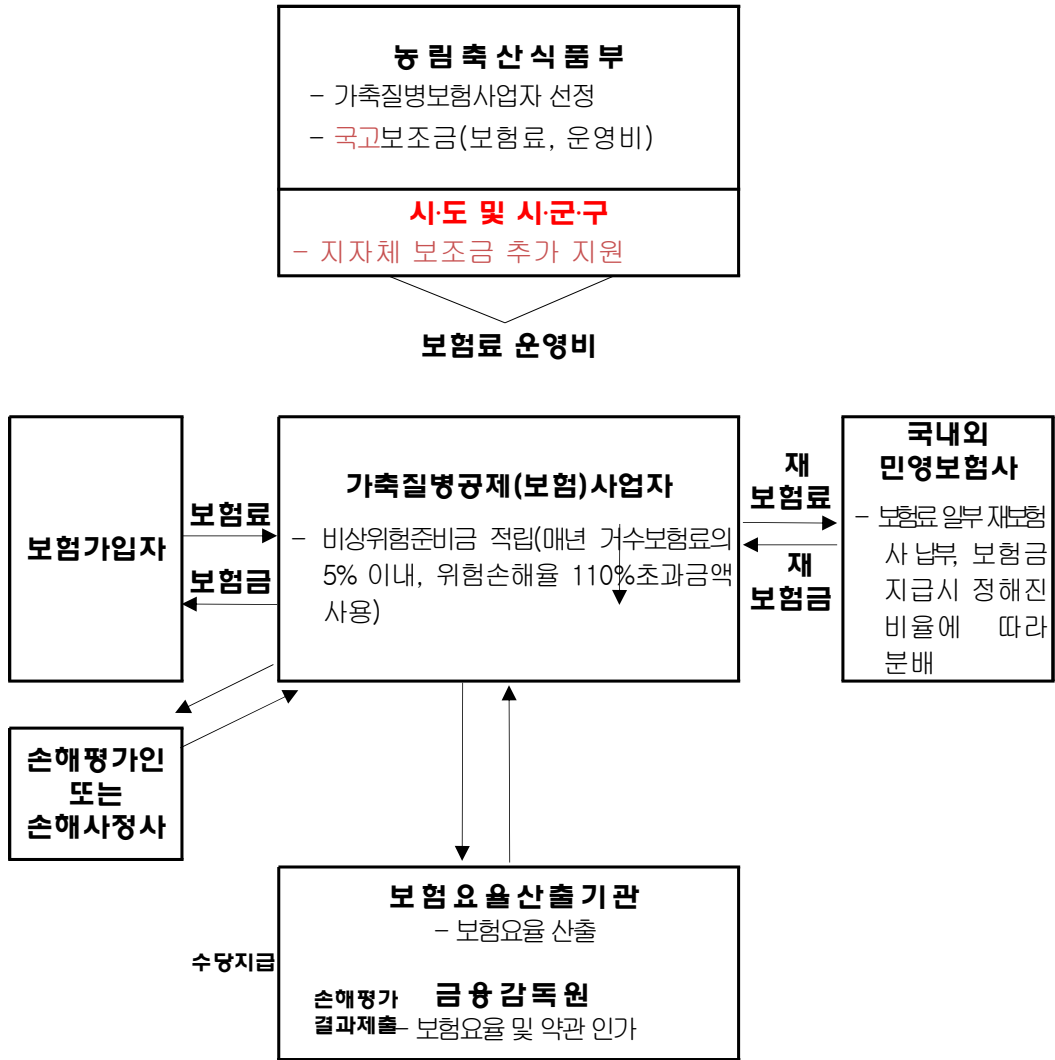 농림축산식품부
- 가축질병보험사업자 선정
- 국고보조금(보험료, 운영비)
시·도 및 시·군·구
- 지자체 보조금 추가 지원
보험료 운영비
보험가입자
보험료
보험금
가축질병공제(보험)사업자
- 비상위험준비금 적립(매년 거수보험료의
5% 이내, 위험손해율 110%초과금액
사용)
재
보험료
재
보험금
국내외
민영보험사
- 보험료 일부 재보험
사 납부, 보험금
지급시 정해진
비율에 따라
분배
손해평가인
또는
손해사정사
보험요율산출기관
- 보험요율 산출
수당지급
손해평가
결과제출
금융감독원
- 보험요율 및 약관 인가